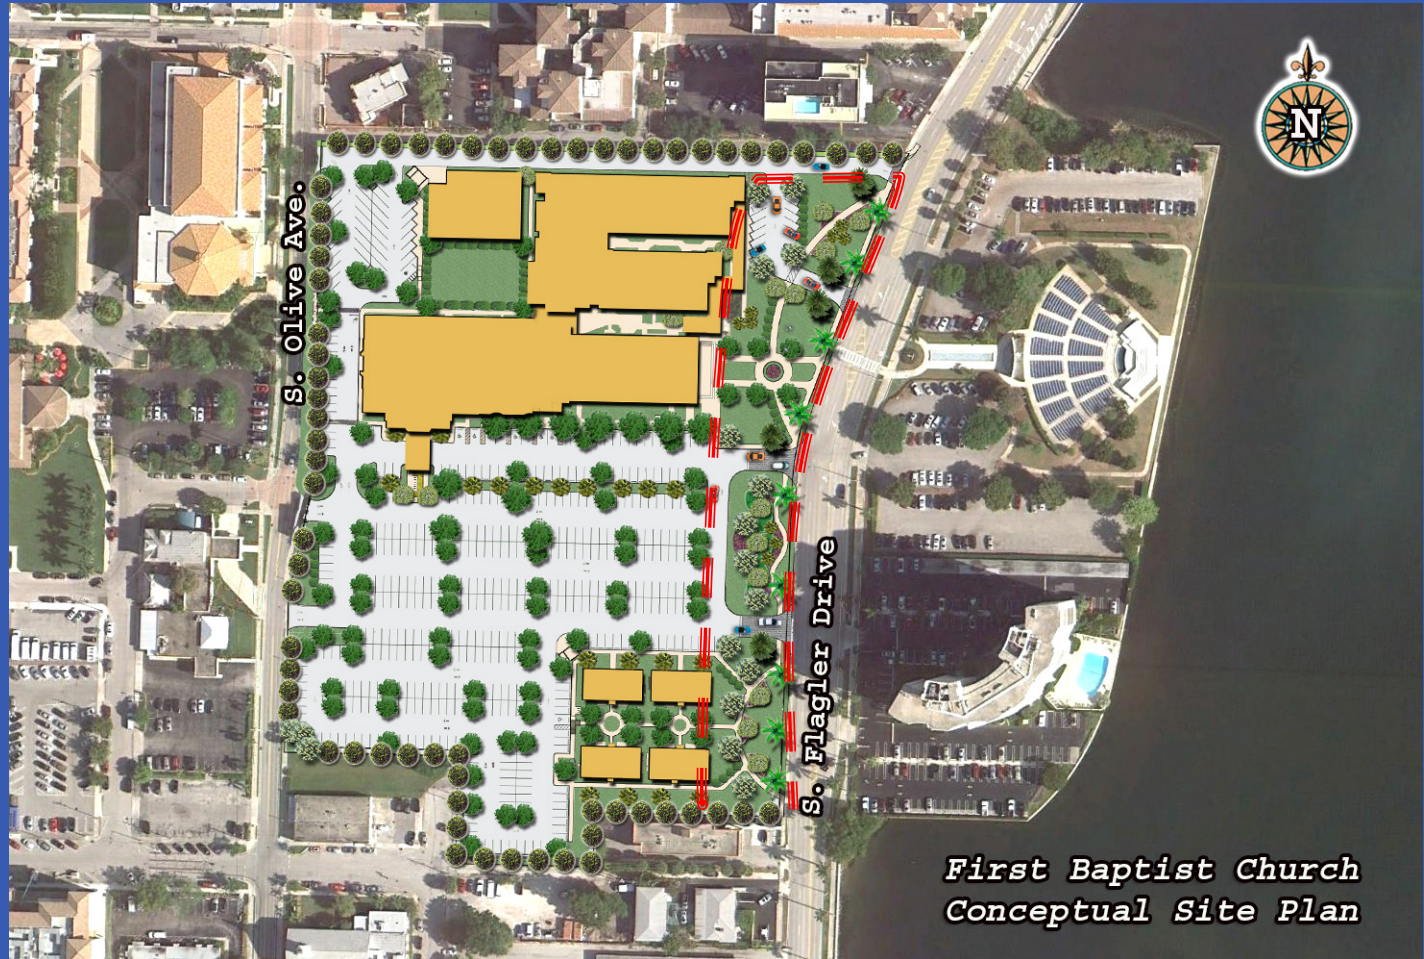 N
S. Olive Ave.
S. Flagler Drive
First Baptist Church
Conceptual Site Plan